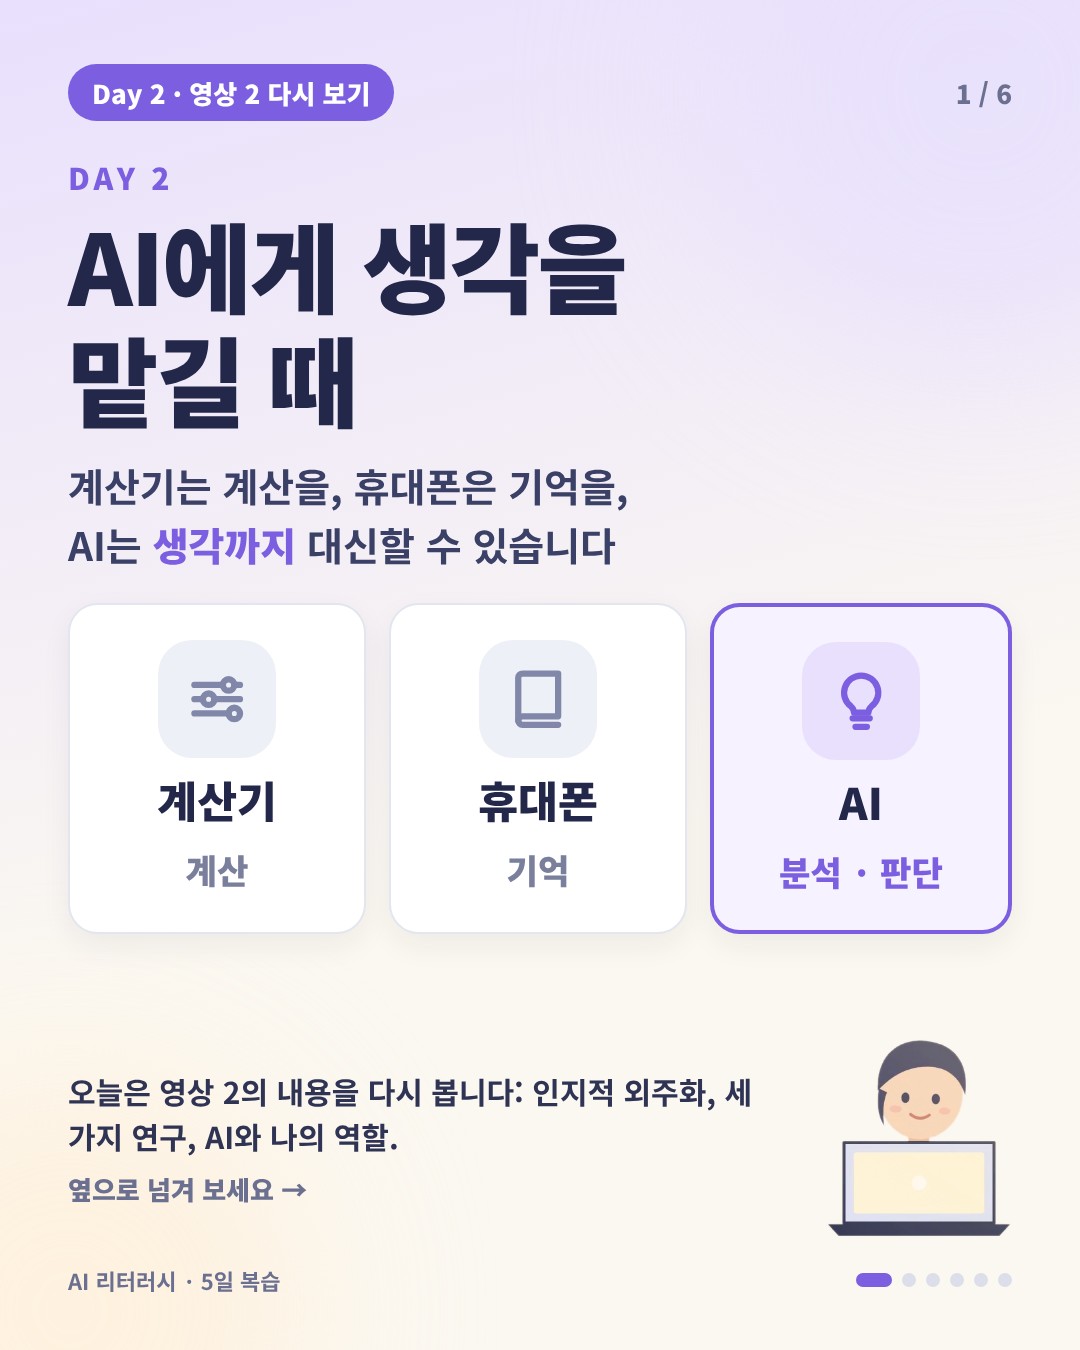 Day 2 · 영상 2 다시 보기
1 / 6
DAY 2
AI에게 생각을
맡길 때
계산기는 계산을, 휴대폰은 기억을,
AI는 생각까지 대신할 수 있습니다
계산기
계산
휴대폰
기억
AI
분석 · 판단
오늘은 영상 2의 내용을 다시 봅니다: 인지적 외주화, 세
가지 연구, AI와 나의 역할.
옆으로 넘겨 보세요 →
AI 리터러시 · 5일 복습